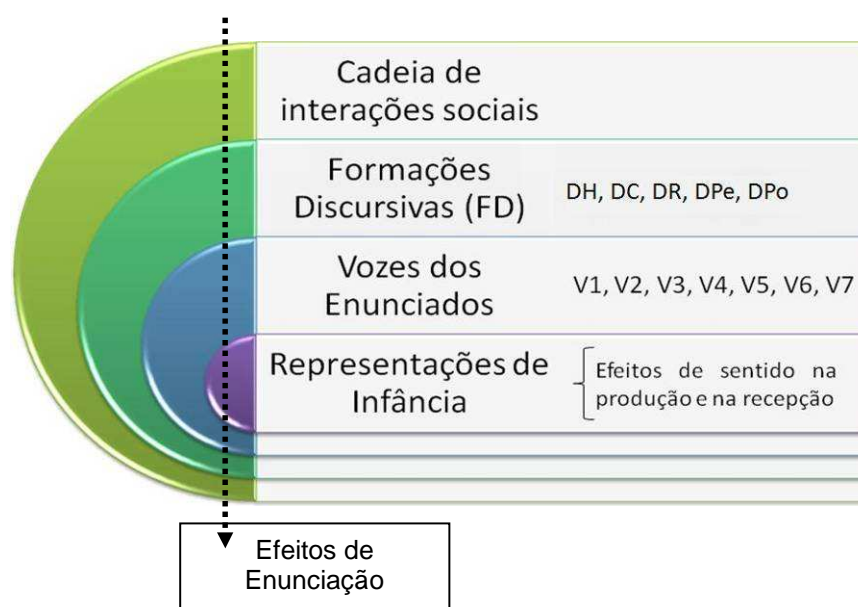 Cadeia de
interações sociais
Formações
Discursivas (FD)
DH, DC, DR, DPe, DPo
Vozes dos
Enunciados
V1, V2, V3, V4, V5, V6, V7
Representações de
Infância
Efeitos de sentido na
produção e na recepção
Efeitos de
Enunciação